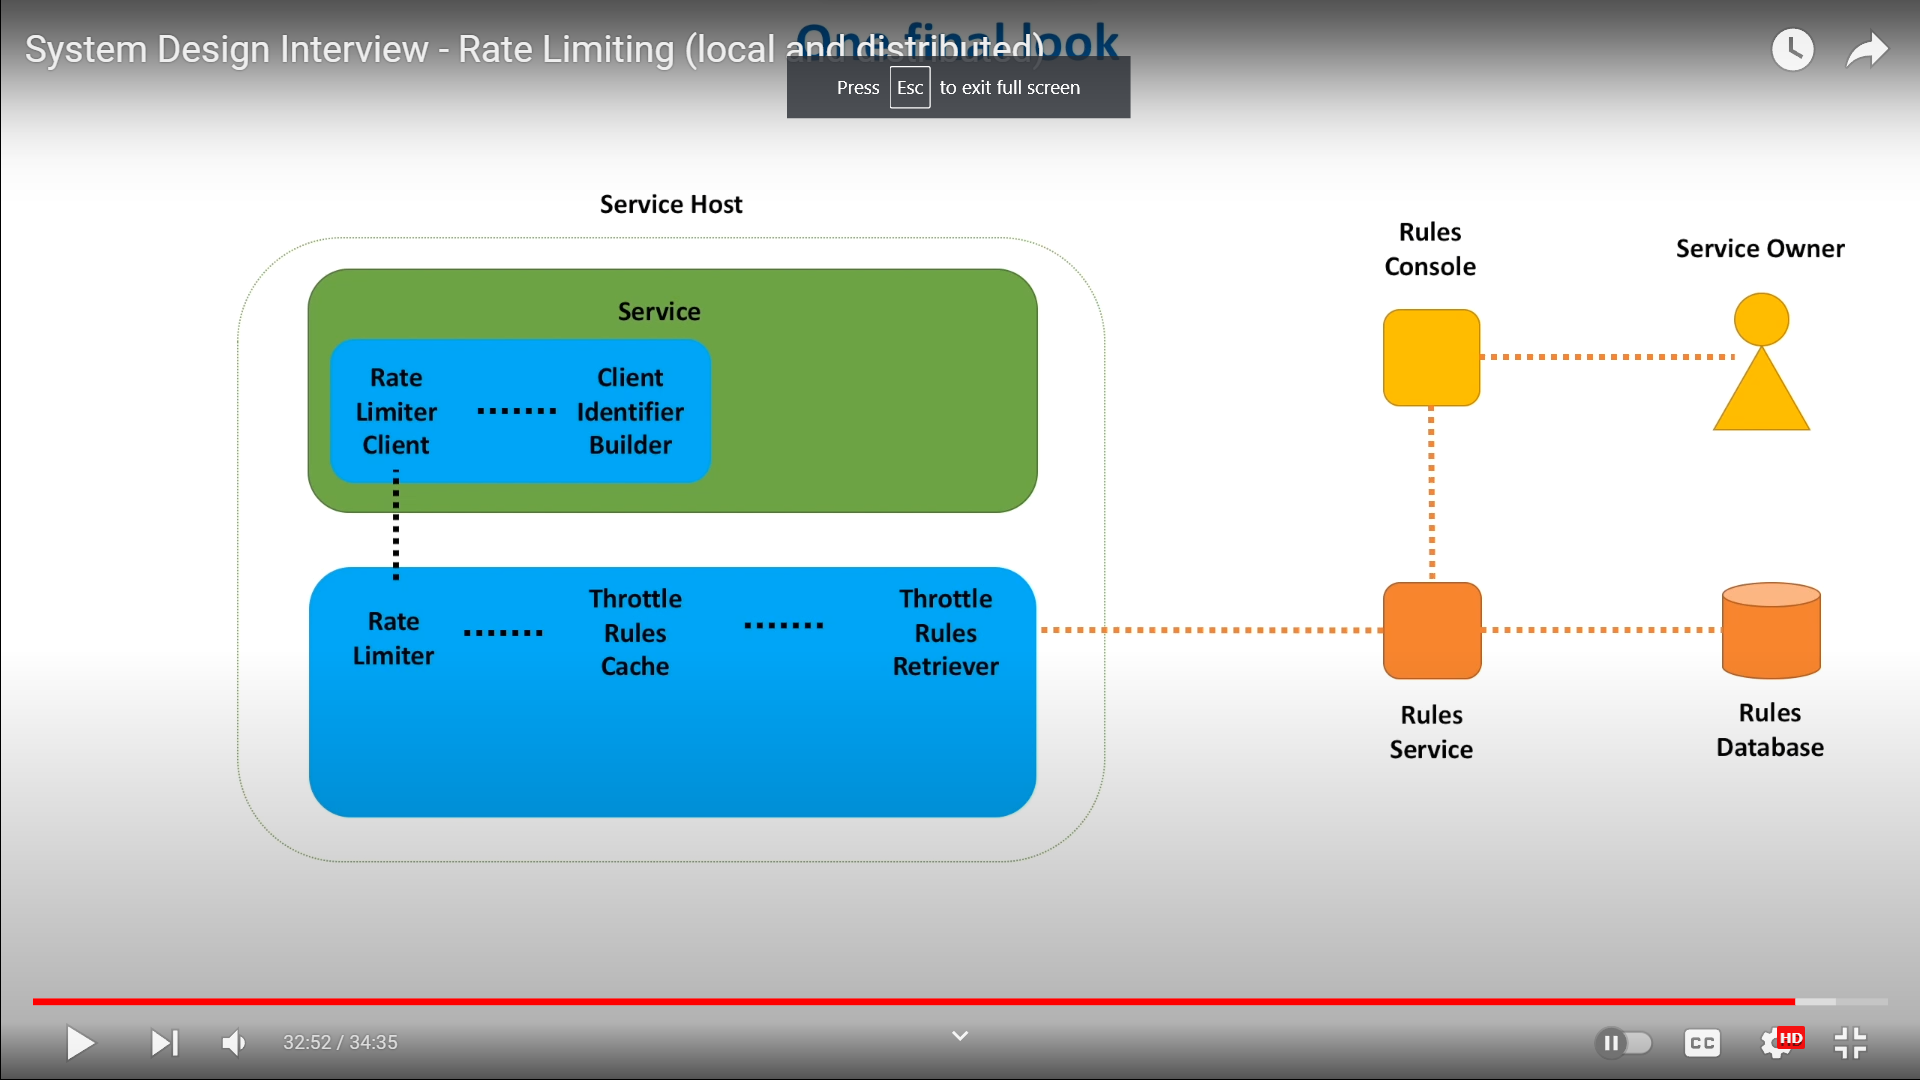 System Design Interview - Rate Limiting (local and distributed)
One final look
Press Esc to exit full screen
Service Host
Service
Rate
Limiter
Client
Client
Identifier
Builder
Rate
Limiter
Throttle
Rules
Cache
Throttle
Rules
Retriever
Rules
Console
Service Owner
Rules
Service
Rules
Database
32:52 / 34:35
CC
HD